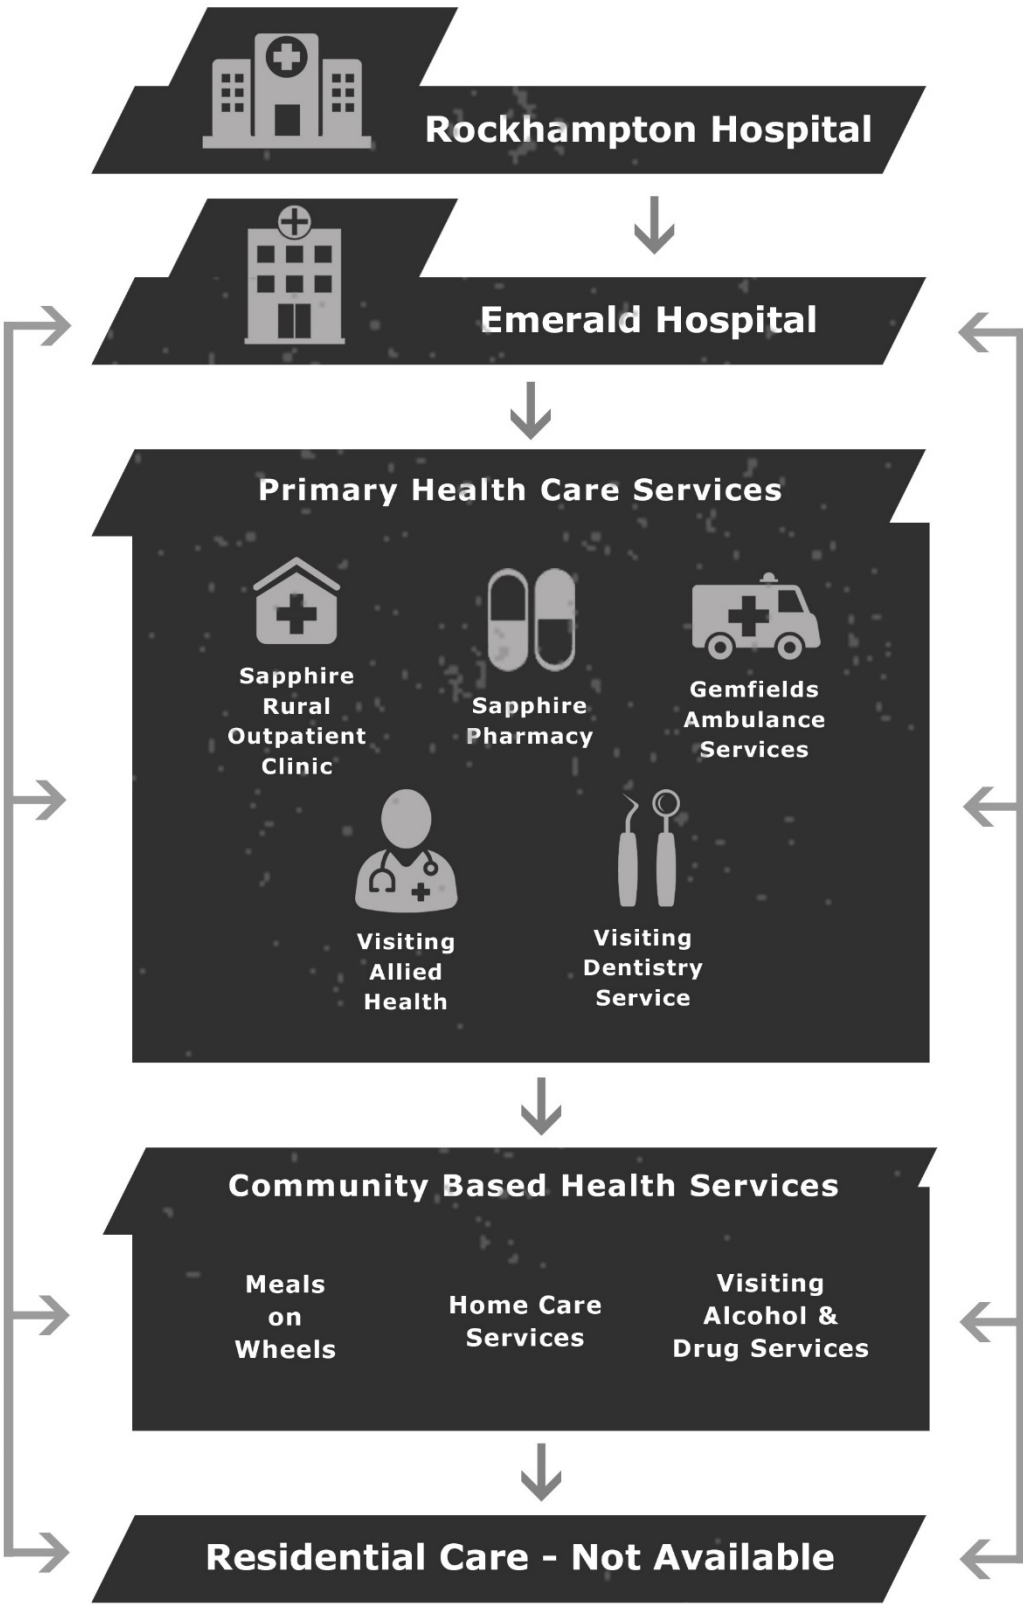 Rockhampton Hospital
Emerald Hospital
Primary Health Care Services
Sapphire
Rural
Outpatient
Clinic
Sapphire
Pharmacy
Gemfields
Ambulance
Services
Visiting
Allied
Health
Visiting
Dentistry
Service
Community Based Health Services
Meals
on
Wheels
Home Care
Services
Visiting
Alcohol &
Drug Services
Residential Care - Not Available